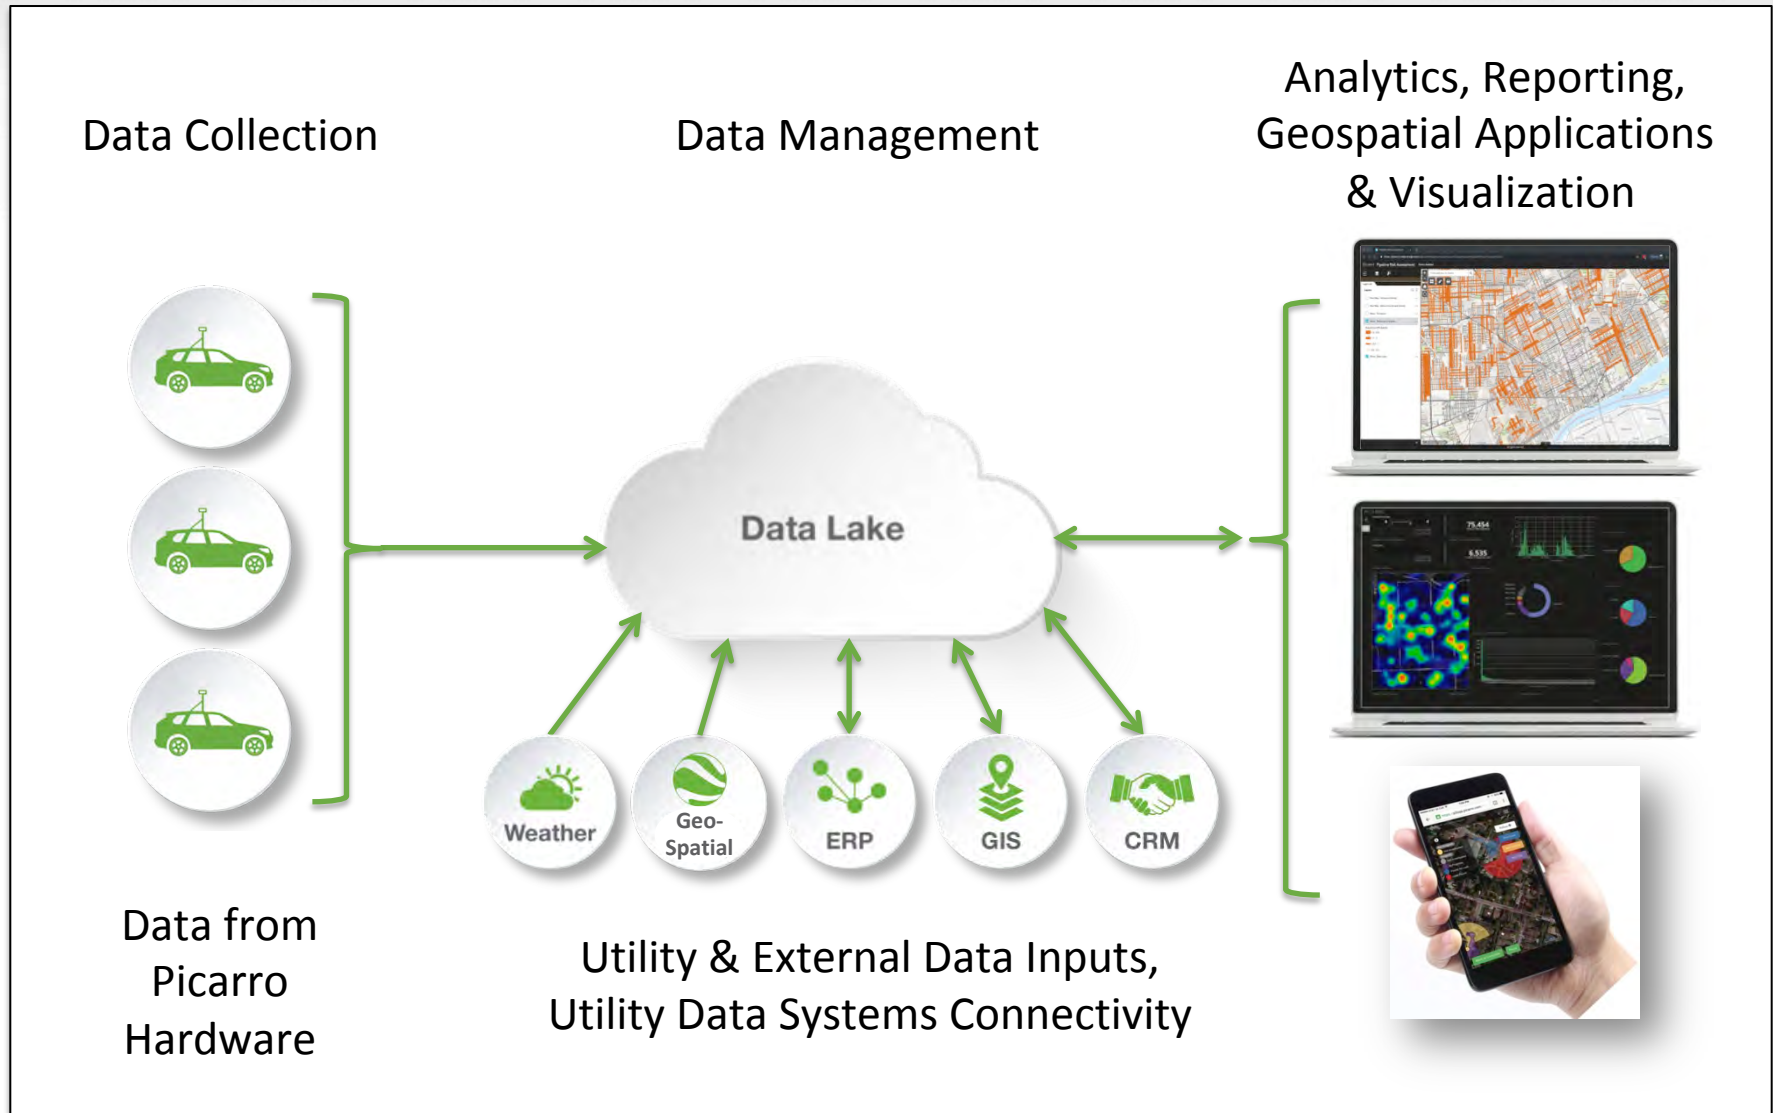 Data Collection
Data Management
Analytics, Reporting,
Geospatial Applications
& Visualization
Data Lake
75,454
6,535
Weather
Geo-
Spatial
ERP
GIS
CRM
Data from
Picarro
Hardware
Utility & External Data Inputs,
Utility Data Systems Connectivity